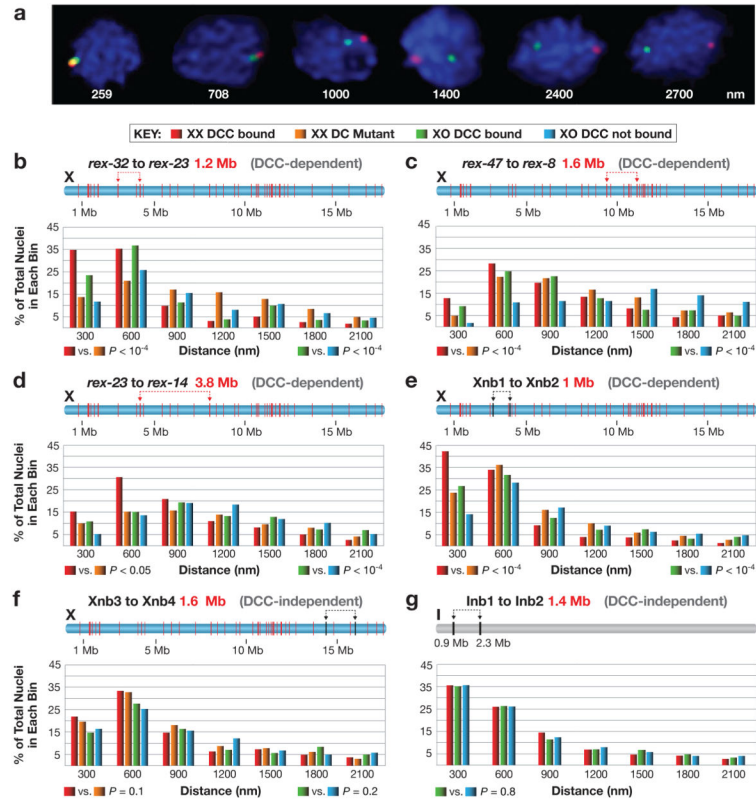 a
259 708 1000 1400 2400 2700 nm
KEY: XX DCC bound XX DC Mutant XO DCC bound XO DCC not bound
b
rex-32 to rex-23 1.2 Mb (DCC-dependent)
X
1 Mb 5 Mb 10 Mb 15 Mb
% of Total Nuclei
in Each Bin
45
35
25
15
5
300 600 900 1200 1500 1800 2100
vs. P < 10⁻⁴ Distance (nm) vs. P < 10⁻⁴
c
rex-47 to rex-8 1.6 Mb (DCC-dependent)
X
1 Mb 5 Mb 10 Mb 15 Mb
45
35
25
15
5
300 600 900 1200 1500 1800 2100
vs. P < 10⁻⁴ Distance (nm) vs. P < 10⁻⁴
d
rex-23 to rex-14 3.8 Mb (DCC-dependent)
X
1 Mb 5 Mb 10 Mb 15 Mb
% of Total Nuclei
in Each Bin
45
35
25
15
5
300 600 900 1200 1500 1800 2100
vs. P < 0.05 Distance (nm) vs. P < 10⁻⁴
e
Xnb1 to Xnb2 1 Mb (DCC-dependent)
X
1 Mb 5 Mb 10 Mb 15 Mb
45
35
25
15
5
300 600 900 1200 1500 1800 2100
vs. P < 10⁻⁴ Distance (nm) vs. P < 10⁻⁴
f
Xnb3 to Xnb4 1.6 Mb (DCC-independent)
X
1 Mb 5 Mb 10 Mb 15 Mb
% of Total Nuclei
in Each Bin
45
35
25
15
5
300 600 900 1200 1500 1800 2100
vs. P = 0.1 Distance (nm) vs. P = 0.2
g
Inb1 to Inb2 1.4 Mb (DCC-independent)
I
0.9 Mb 2.3 Mb
45
35
25
15
5
300 600 900 1200 1500 1800 2100
Distance (nm) vs. P = 0.8